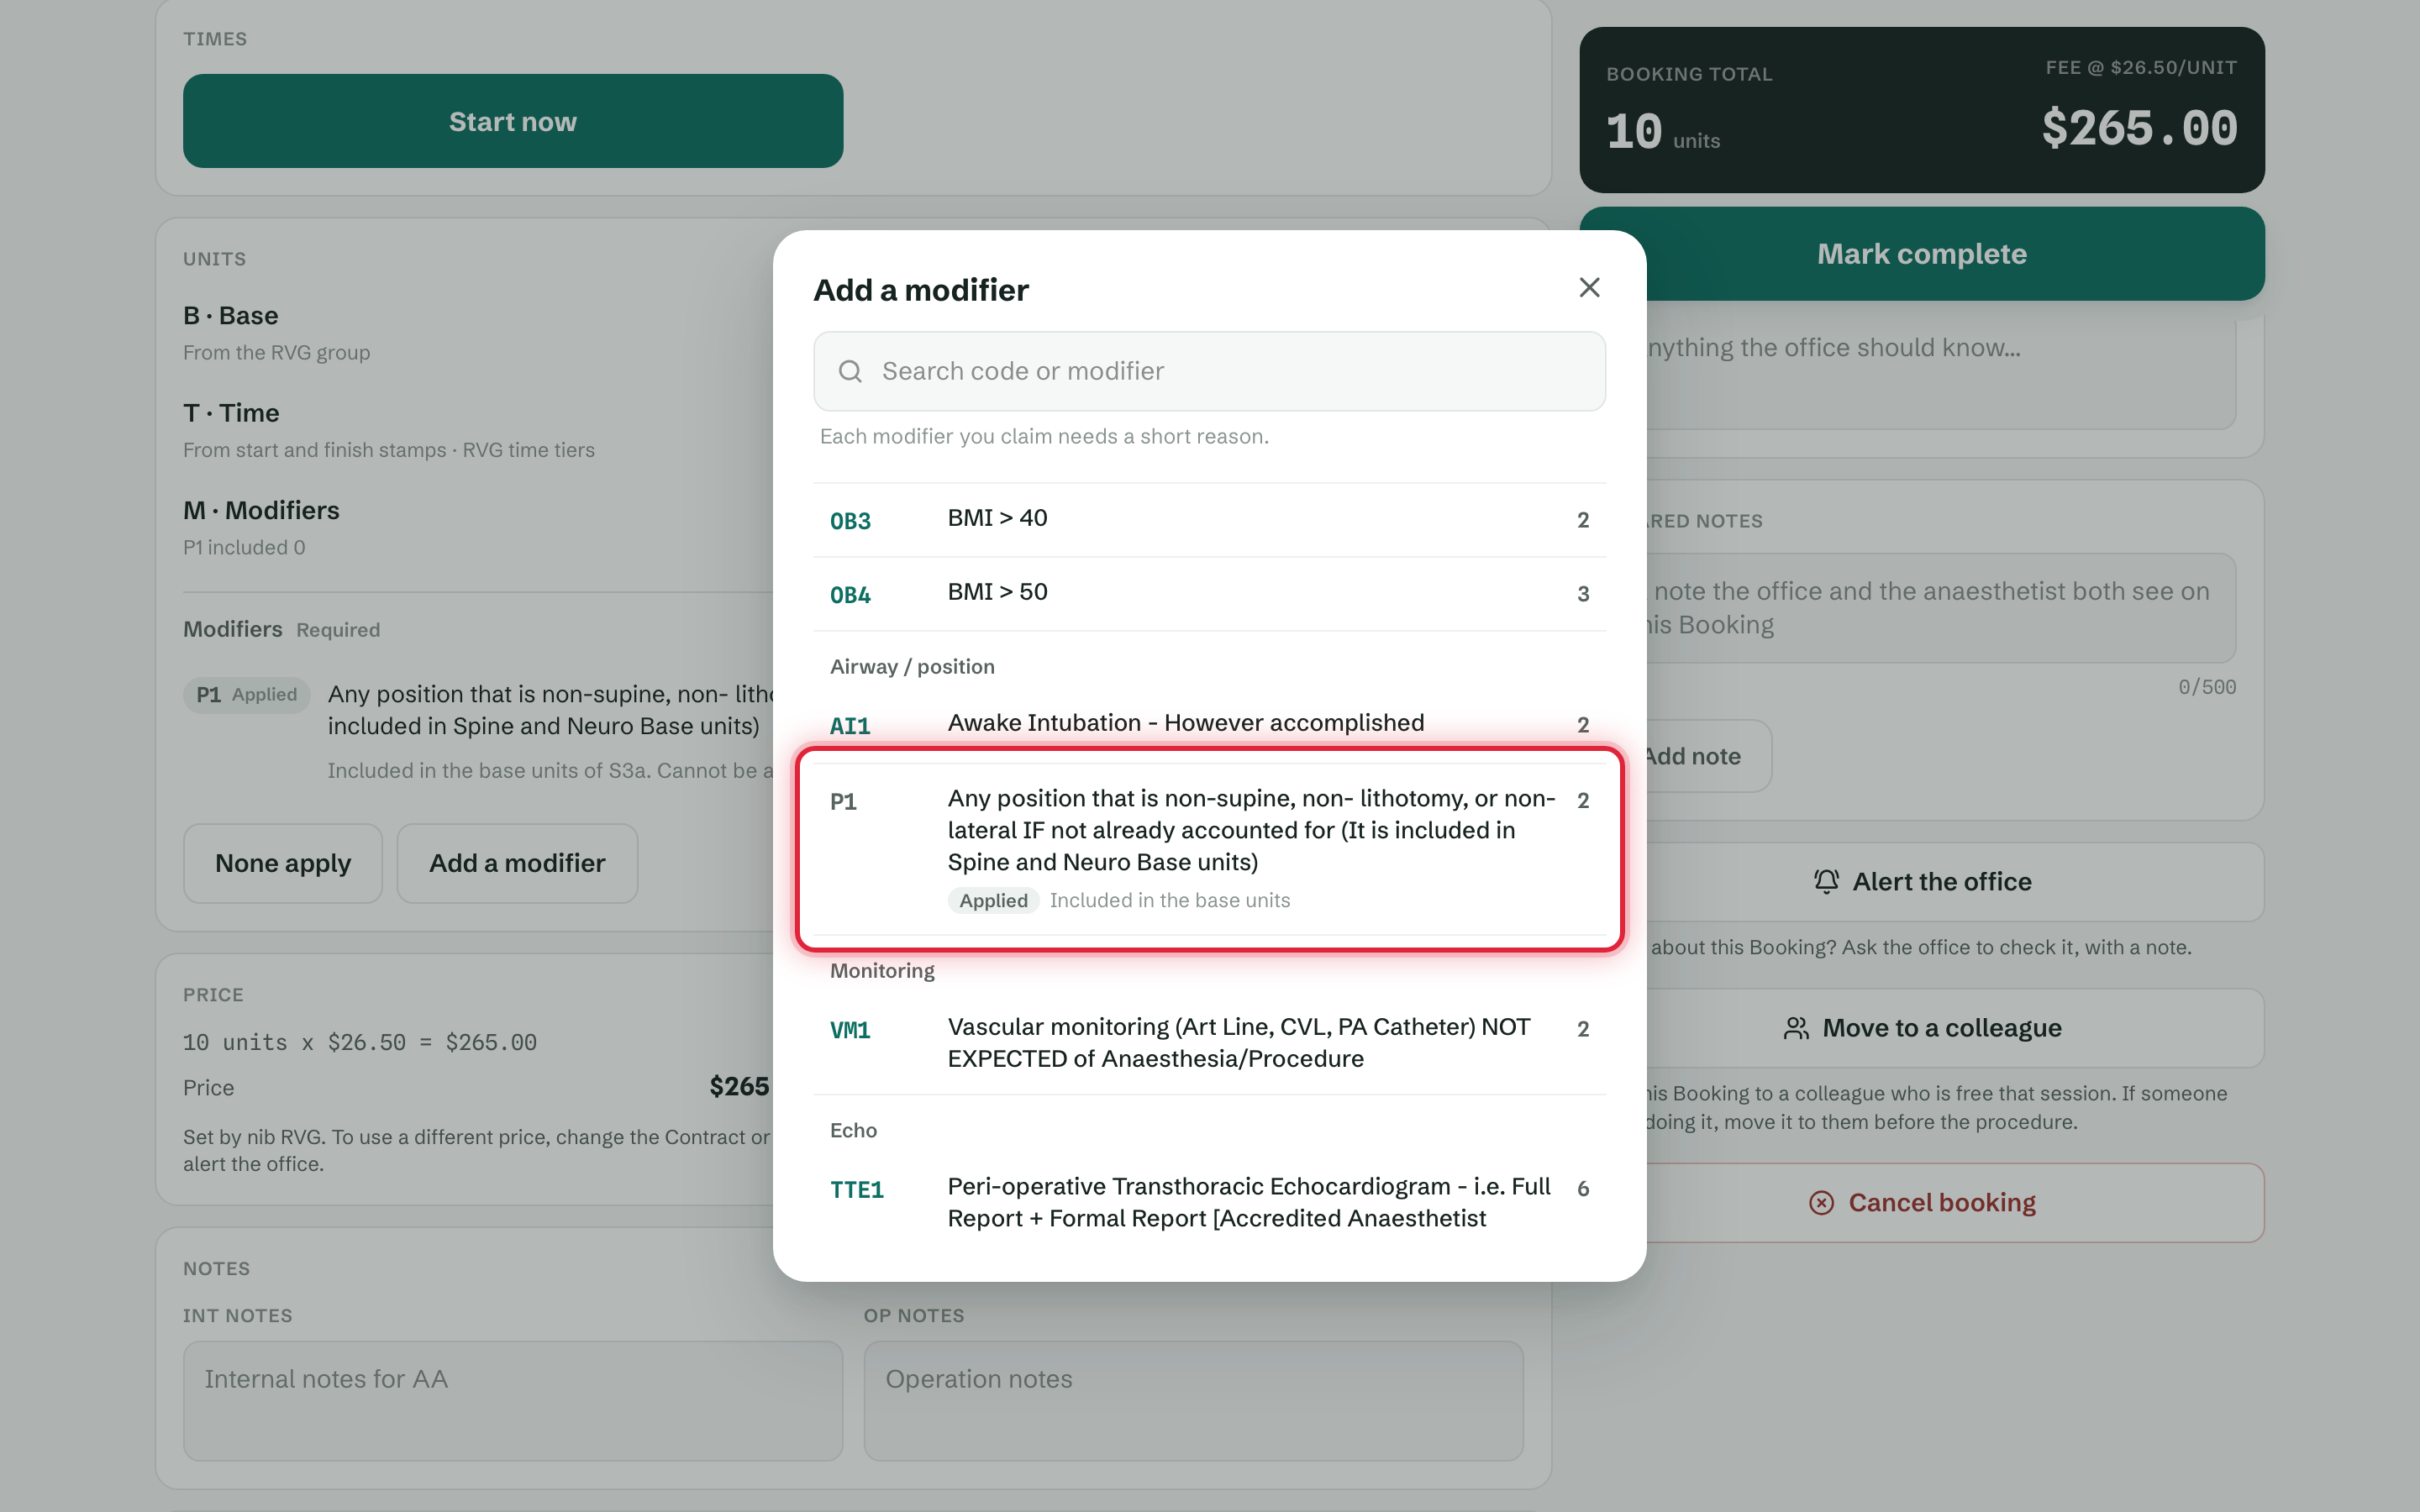 TIMES
Start now
BOOKING TOTAL
FEE @ $26.50/UNIT
10 units
$265.00
Mark complete
UNITS
B · Base
From the RVG group
T · Time
From start and finish stamps · RVG time tiers
M · Modifiers
P1 included 0
Modifiers Required
P1 Applied
Any position that is non-supine, non- litho
included in Spine and Neuro Base units)
Included in the base units of S3a. Cannot be a
None apply
Add a modifier
PRICE
10 units x $26.50 = $265.00
Price
$265
Set by nib RVG. To use a different price, change the Contract or
alert the office.
NOTES
INT NOTES
Internal notes for AA
OP NOTES
Operation notes
Add a modifier
Search code or modifier
Each modifier you claim needs a short reason.
OB3 BMI > 40 2
OB4 BMI > 50 3
Airway / position
AI1 Awake Intubation - However accomplished 2
P1 Any position that is non-supine, non- lithotomy, or non- 2
lateral IF not already accounted for (It is included in
Spine and Neuro Base units)
Applied Included in the base units
Monitoring
VM1 Vascular monitoring (Art Line, CVL, PA Catheter) NOT 2
EXPECTED of Anaesthesia/Procedure
Echo
TTE1 Peri-operative Transthoracic Echocardiogram - i.e. Full 6
Report + Formal Report [Accredited Anaesthetist
nything the office should know...
ARED NOTES
note the office and the anaesthetist both see on
his Booking
0/500
Add note
Alert the office
about this Booking? Ask the office to check it, with a note.
Move to a colleague
his Booking to a colleague who is free that session. If someone
doing it, move it to them before the procedure.
Cancel booking